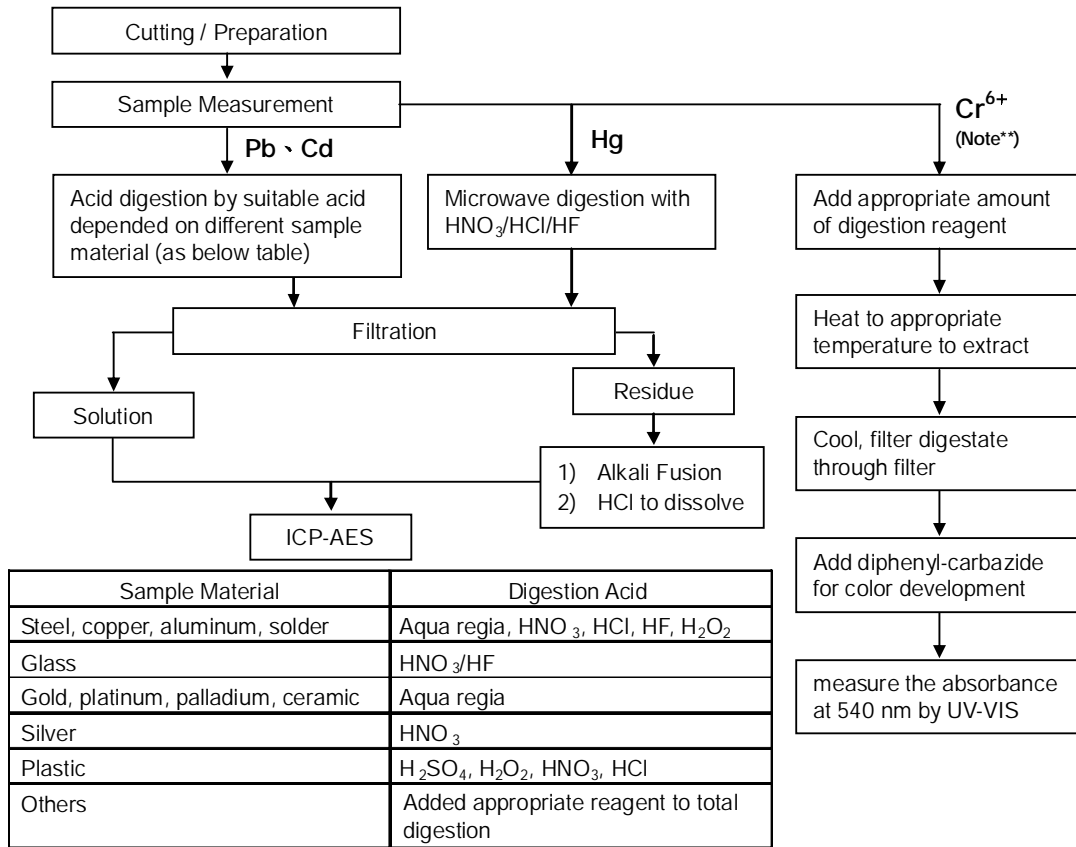 Cutting / Preparation
Sample Measurement
Pb、Cd
Hg
Cr⁶⁺
(Note**)
Acid digestion by suitable acid
depended on different sample
material (as below table)
Microwave digestion with
HNO₃/HCl/HF
Add appropriate amount
of digestion reagent
Filtration
Heat to appropriate
temperature to extract
Solution
Residue
1) Alkali Fusion
2) HCl to dissolve
Cool, filter digestate
through filter
ICP-AES
Add diphenyl-carbazide
for color development
measure the absorbance
at 540 nm by UV-VIS
Sample Material Digestion Acid
Steel, copper, aluminum, solder Aqua regia, HNO₃, HCl, HF, H₂O₂
Glass HNO₃/HF
Gold, platinum, palladium, ceramic Aqua regia
Silver HNO₃
Plastic H₂SO₄, H₂O₂, HNO₃, HCl
Others Added appropriate reagent to total
digestion